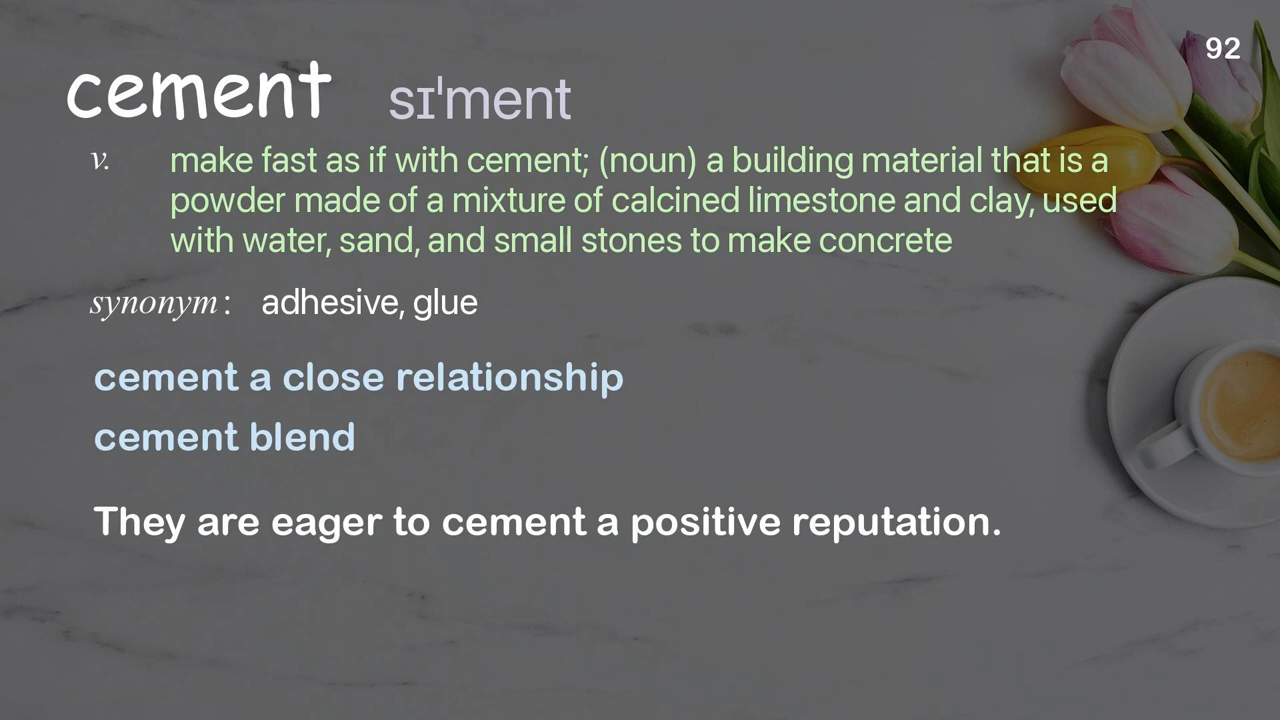 92
cement sɪˈment
v. make fast as if with cement; (noun) a building material that is a
powder made of a mixture of calcined limestone and clay, used
with water, sand, and small stones to make concrete
synonym : adhesive, glue
cement a close relationship
cement blend
They are eager to cement a positive reputation.